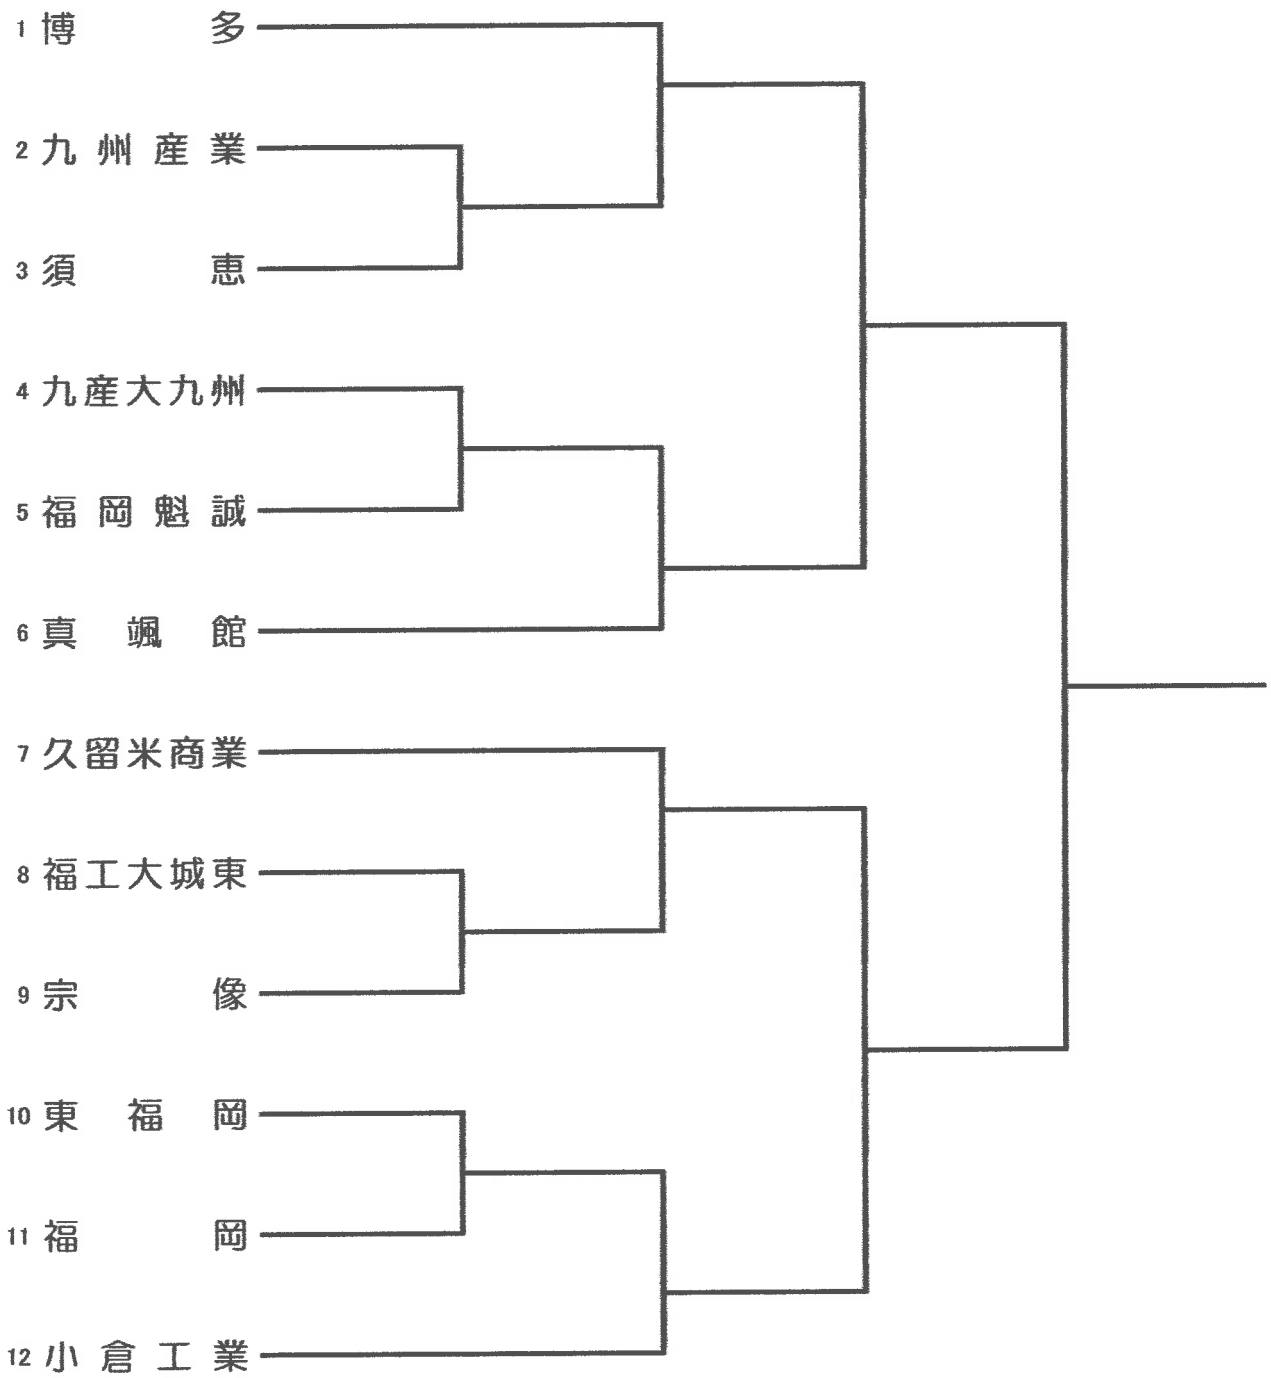 1 博多
2 九州産業
3 須恵
4 九産大九州
5 福岡魁誠
6 真颯館
7 久留米商業
8 福工大城東
9 宗像
10 東福岡
11 福岡
12 小倉工業